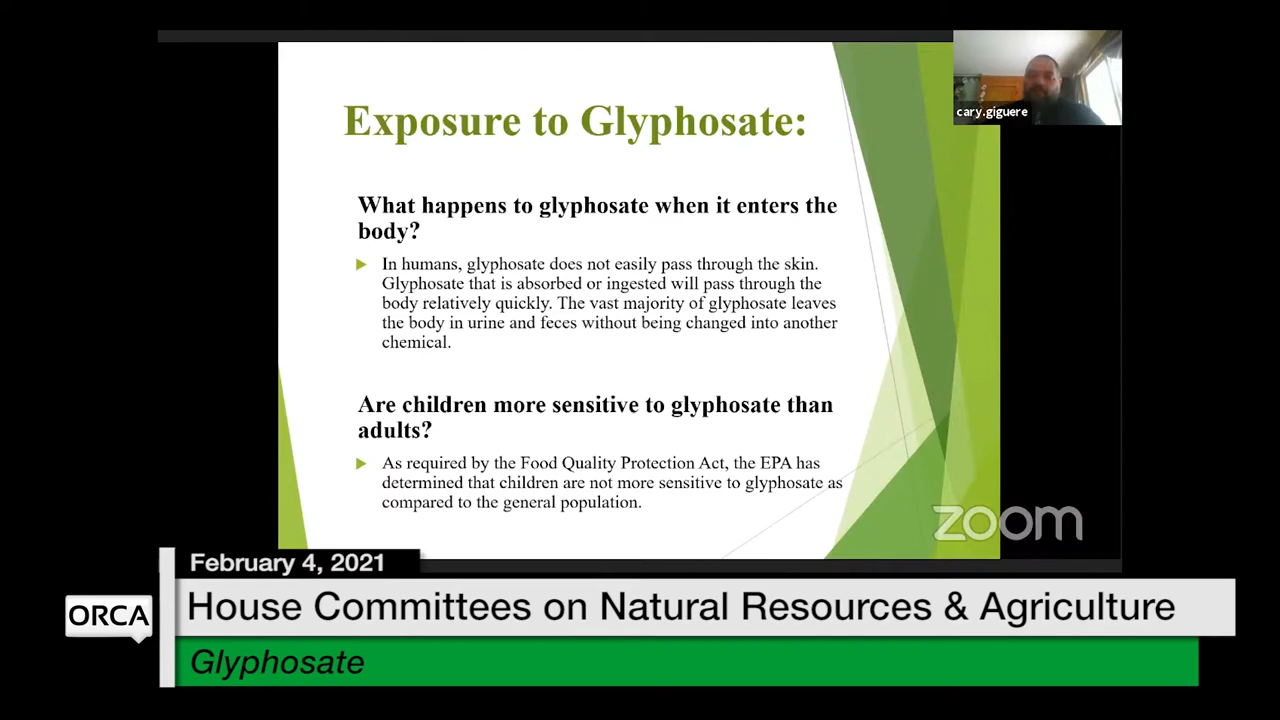 Exposure to Glyphosate:
cary.giguere
What happens to glyphosate when it enters the
body?
In humans, glyphosate does not easily pass through the skin.
Glyphosate that is absorbed or ingested will pass through the
body relatively quickly. The vast majority of glyphosate leaves
the body in urine and feces without being changed into another
chemical.
Are children more sensitive to glyphosate than
adults?
As required by the Food Quality Protection Act, the EPA has
determined that children are not more sensitive to glyphosate as
compared to the general population.
zoom
February 4, 2021
ORCA
House Committees on Natural Resources & Agriculture
Glyphosate